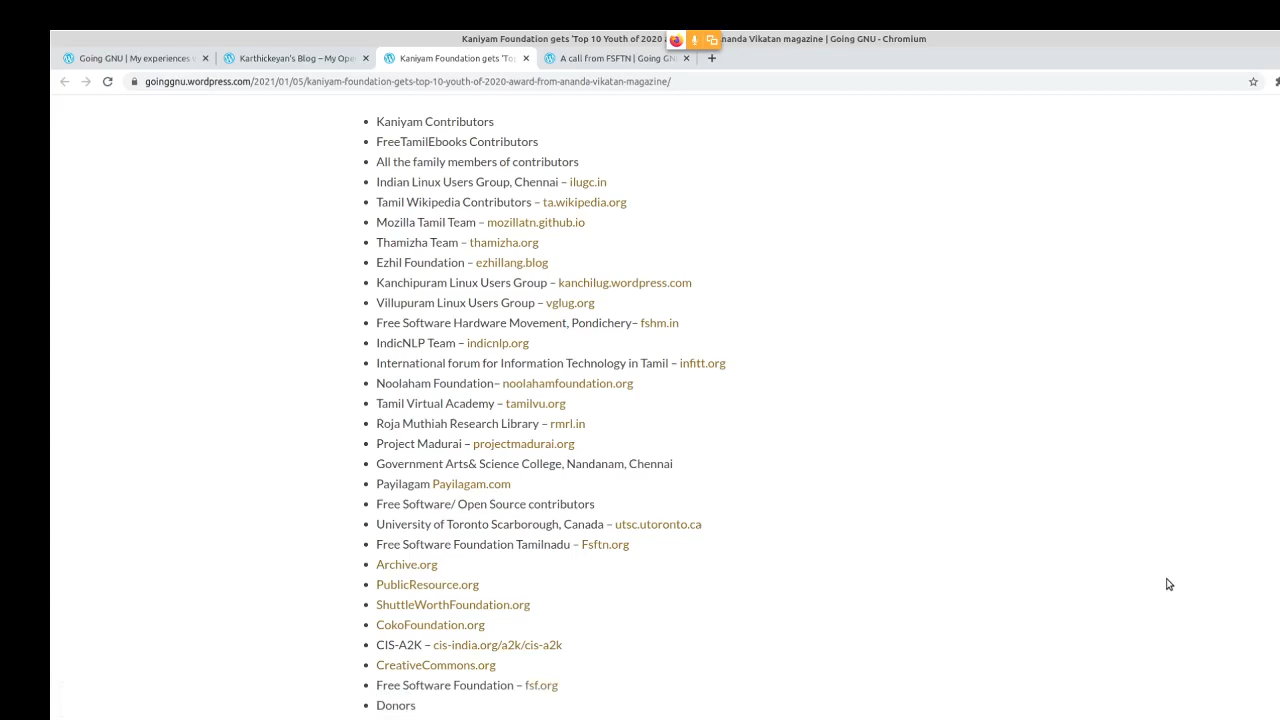 Kaniyam Foundation gets 'Top 10 Youth of 2020 a nanda Vikatan magazine | Going GNU - Chromium
Going GNU | My experiences v
Karthickeyan's Blog – My Ope
Kaniyam Foundation gets 'Top
A call from FSFTN | Going GN
goinggnu.wordpress.com/2021/01/05/kaniyam-foundation-gets-top-10-youth-of-2020-award-from-ananda-vikatan-magazine/
Kaniyam Contributors
FreeTamilEbooks Contributors
All the family members of contributors
Indian Linux Users Group, Chennai – ilugc.in
Tamil Wikipedia Contributors – ta.wikipedia.org
Mozilla Tamil Team – mozillatn.github.io
Thamizha Team – thamizha.org
Ezhil Foundation – ezhillang.blog
Kanchipuram Linux Users Group – kanchilug.wordpress.com
Villupuram Linux Users Group – vglug.org
Free Software Hardware Movement, Pondichery– fshm.in
IndicNLP Team – indicnlp.org
International forum for Information Technology in Tamil – infitt.org
Noolaham Foundation– noolahamfoundation.org
Tamil Virtual Academy – tamilvu.org
Roja Muthiah Research Library – rmrl.in
Project Madurai – projectmadurai.org
Government Arts& Science College, Nandanam, Chennai
Payilagam Payilagam.com
Free Software/ Open Source contributors
University of Toronto Scarborough, Canada – utsc.utoronto.ca
Free Software Foundation Tamilnadu – Fsftn.org
Archive.org
PublicResource.org
ShuttleWorthFoundation.org
CokoFoundation.org
CIS-A2K – cis-india.org/a2k/cis-a2k
CreativeCommons.org
Free Software Foundation – fsf.org
Donors